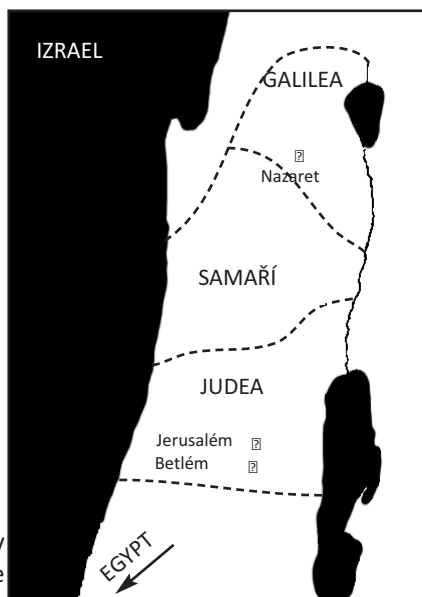 IZRAEL
GALILEA
Nazaret
SAMAŘÍ
JUDEA
Jerusalém
Betlém
EGYPT